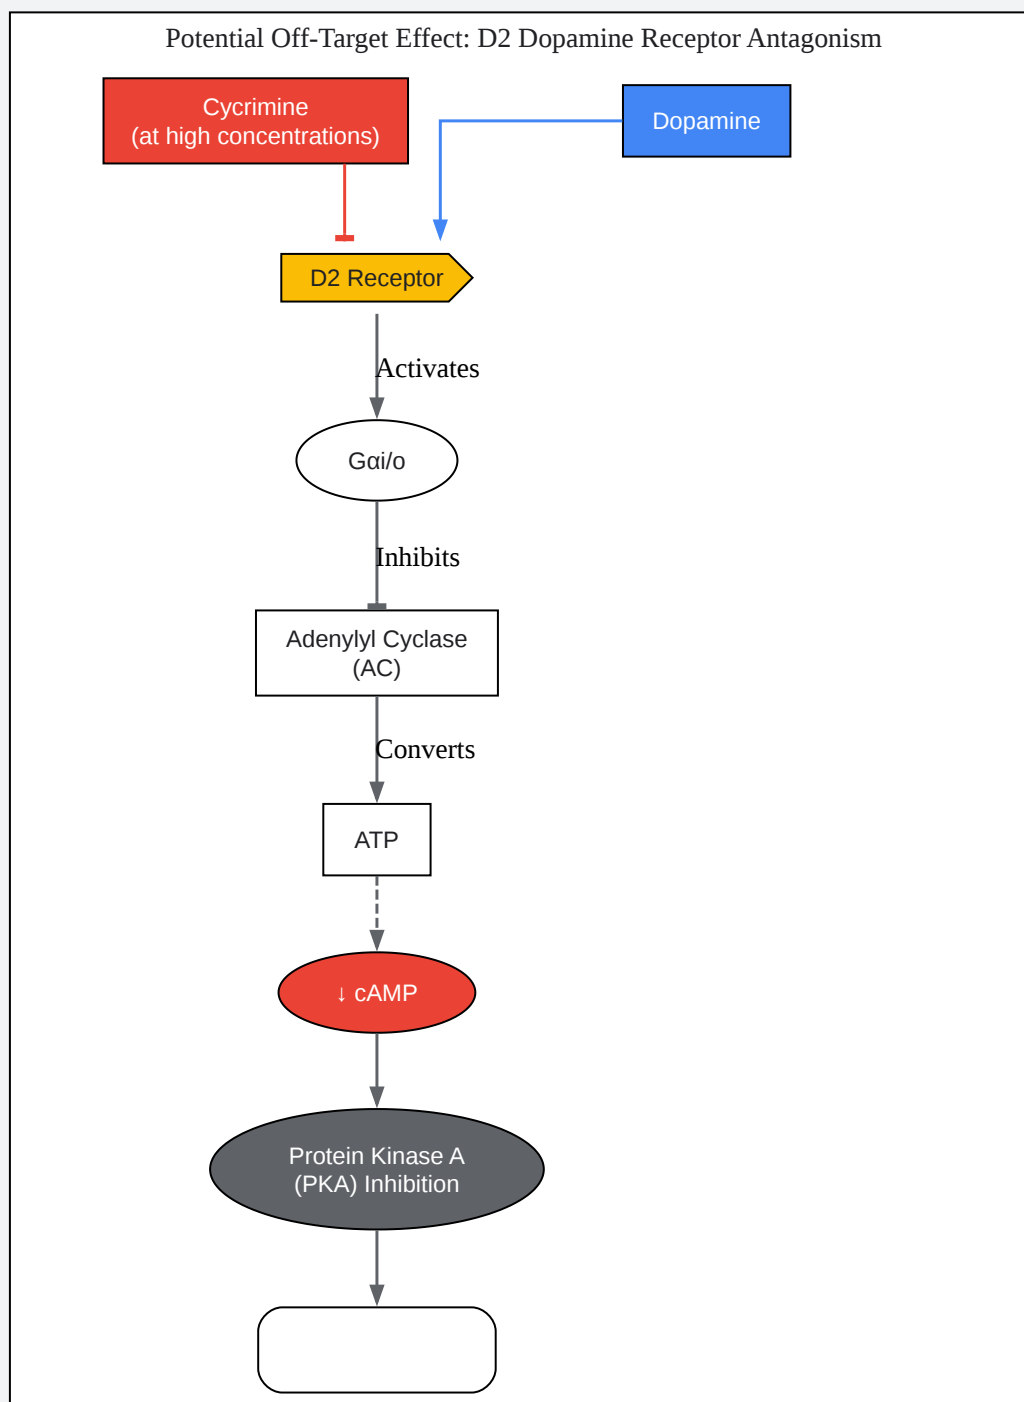 Potential Off-Target Effect: D2 Dopamine Receptor Antagonism
Cycrimine
(at high concentrations)
Dopamine
D2 Receptor
Activates
Gαi/o
Inhibits
Adenylyl Cyclase
(AC)
Converts
ATP
↓ cAMP
Protein Kinase A
(PKA) Inhibition